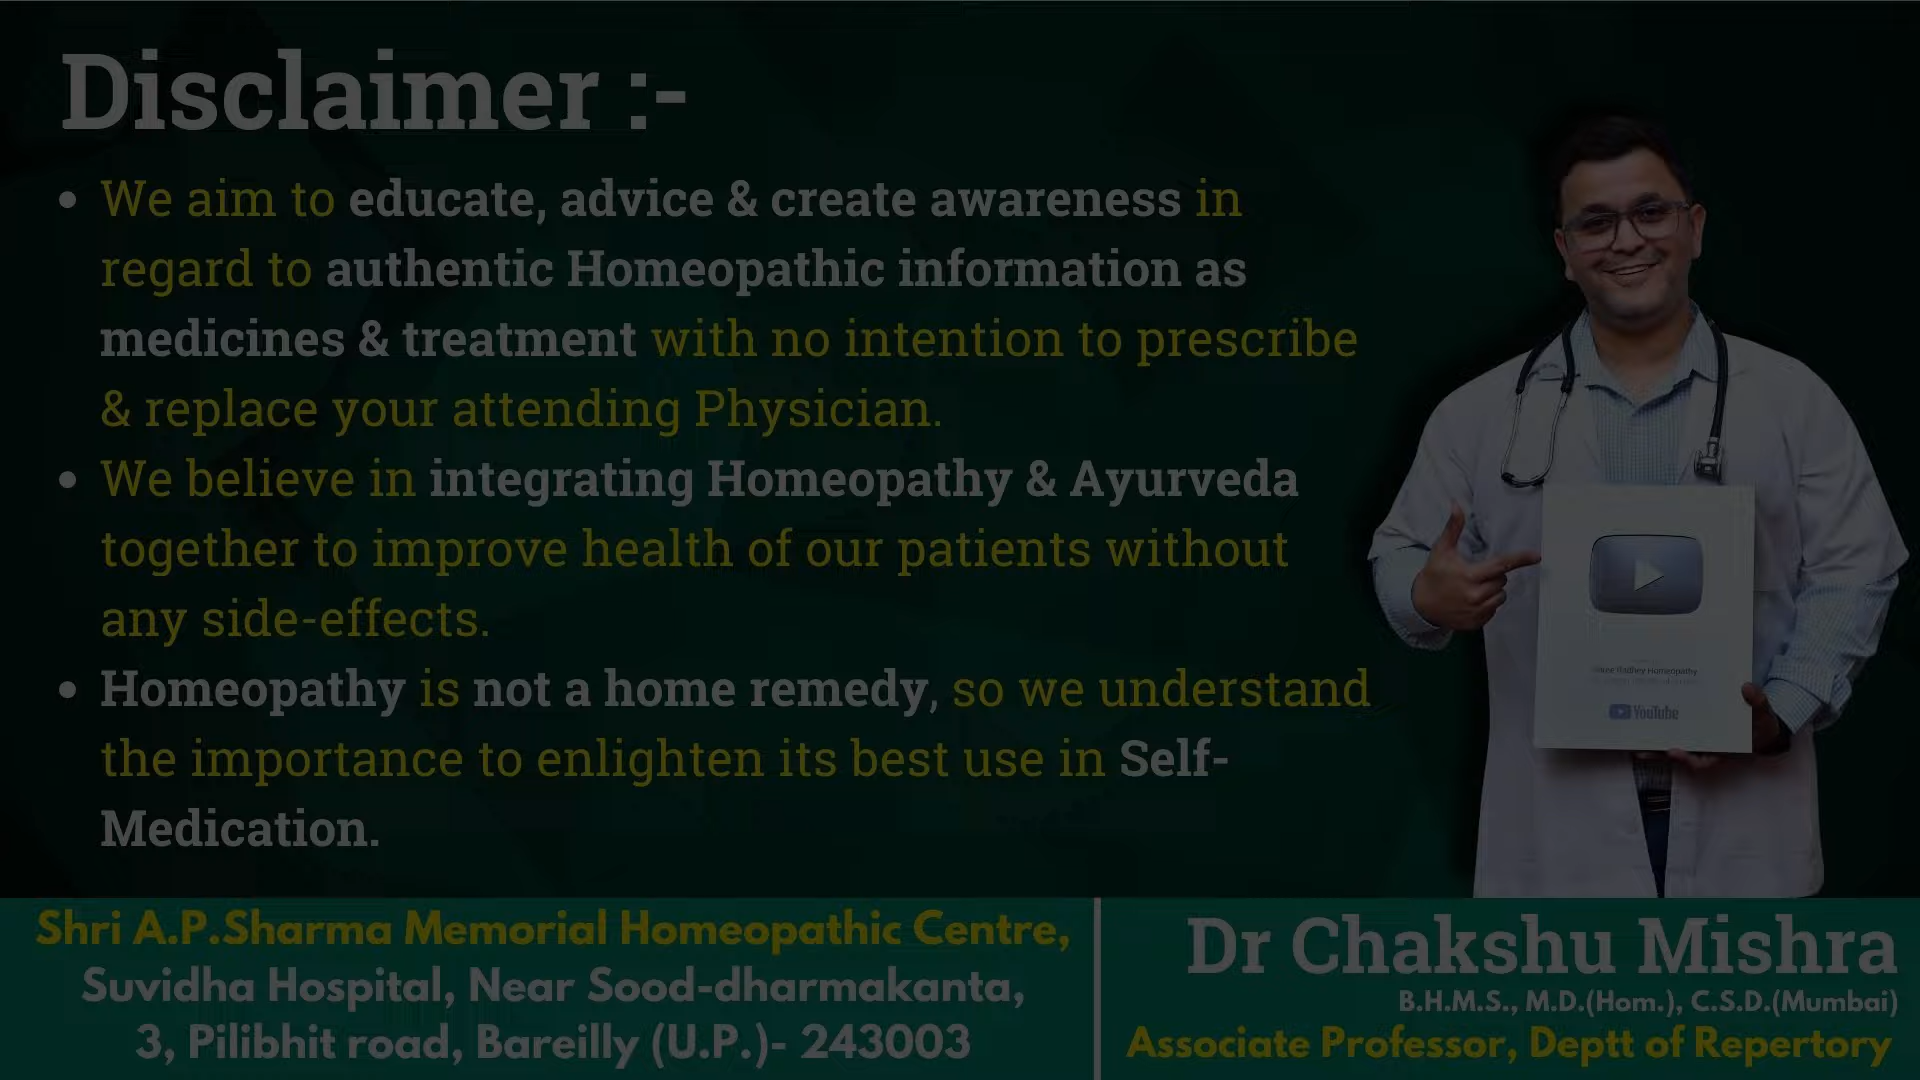 Disclaimer :-
• We aim to educate, advice & create awareness in
regard to authentic Homeopathic information as
medicines & treatment with no intention to prescribe
& replace your attending Physician.
• We believe in integrating Homeopathy & Ayurveda
together to improve health of our patients without
any side-effects.
• Homeopathy is not a home remedy, so we understand
the importance to enlighten its best use in Self-
Medication.
Radhey Homeopathy
YouTube
Shri A.P.Sharma Memorial Homeopathic Centre,
Suvidha Hospital, Near Sood-dharmakanta,
3, Pilibhit road, Bareilly (U.P.)- 243003
Dr Chakshu Mishra
B.H.M.S., M.D.(Hom.), C.S.D.(Mumbai)
Associate Professor, Deptt of Repertory